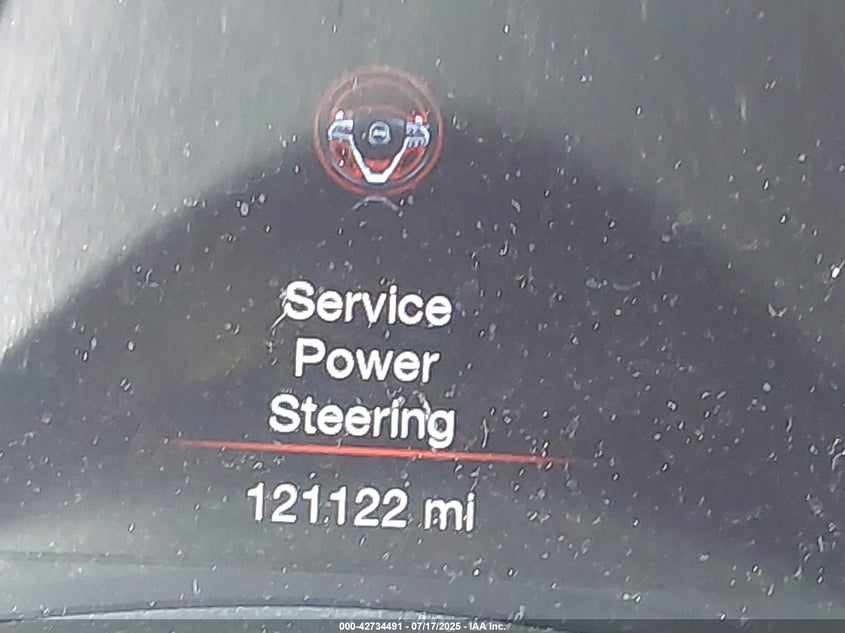 Service
Power
Steering
121122 mi
000-42734491 - 07/17/2025 - IAA Inc.